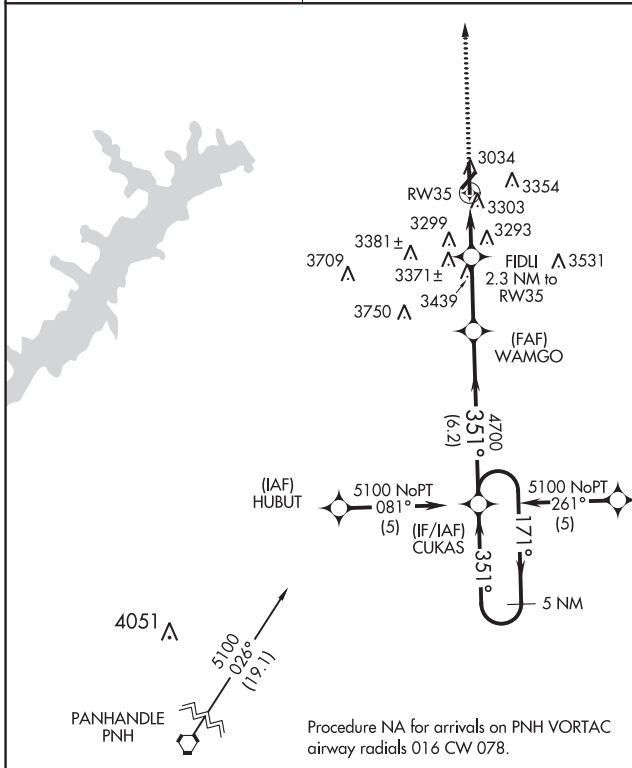 3034
3354
RW35
3303
3299
3293
3381 ±
FIDLI
2.3 NM to
RW35
3531
3709
3371 ±
3439
3750
(FAF)
WAMGO
4700
351°
(6.2)
(IAF)
HUBUT
5100 NoPT
081°
(5)
(IF/IAF)
CUKAS
5100 NoPT
261°
(5)
171°
351°
5 NM
4051
5100
026°
(19.1)
PANHANDLE
PNH
Procedure NA for arrivals on PNH VORTAC
airway radials 016 CW 078.